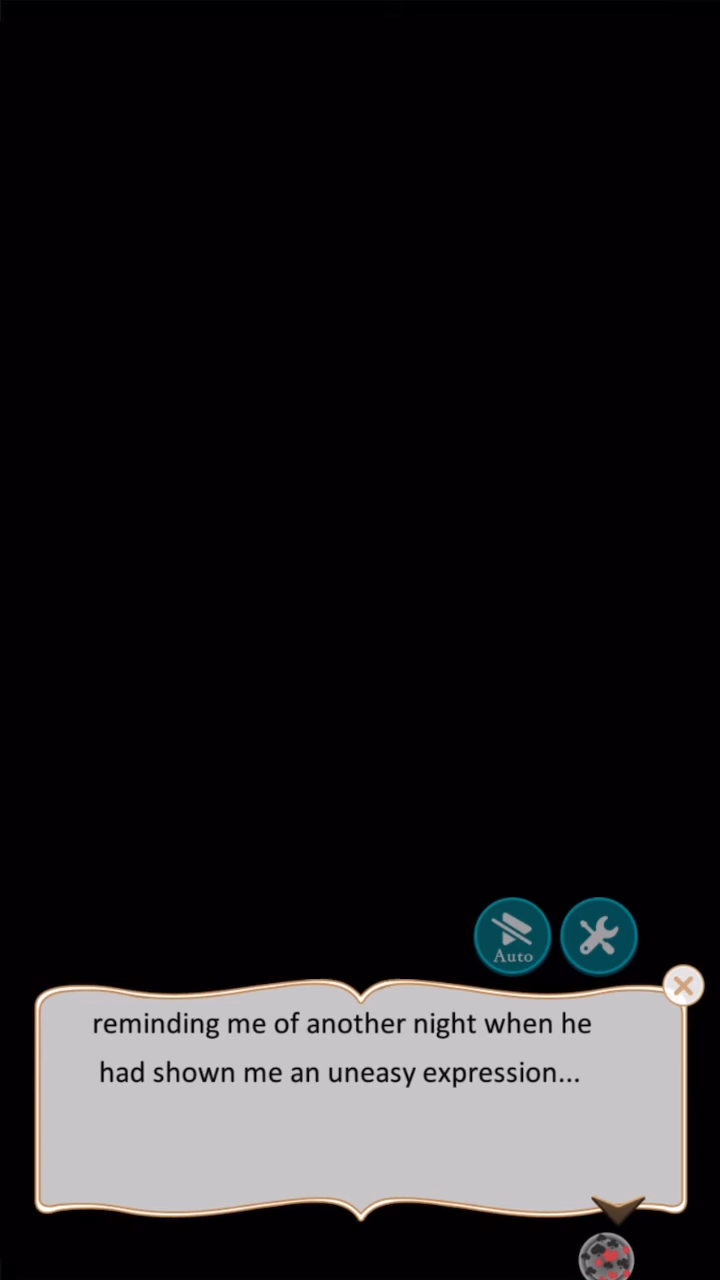 Auto
reminding me of another night when he
had shown me an uneasy expression...